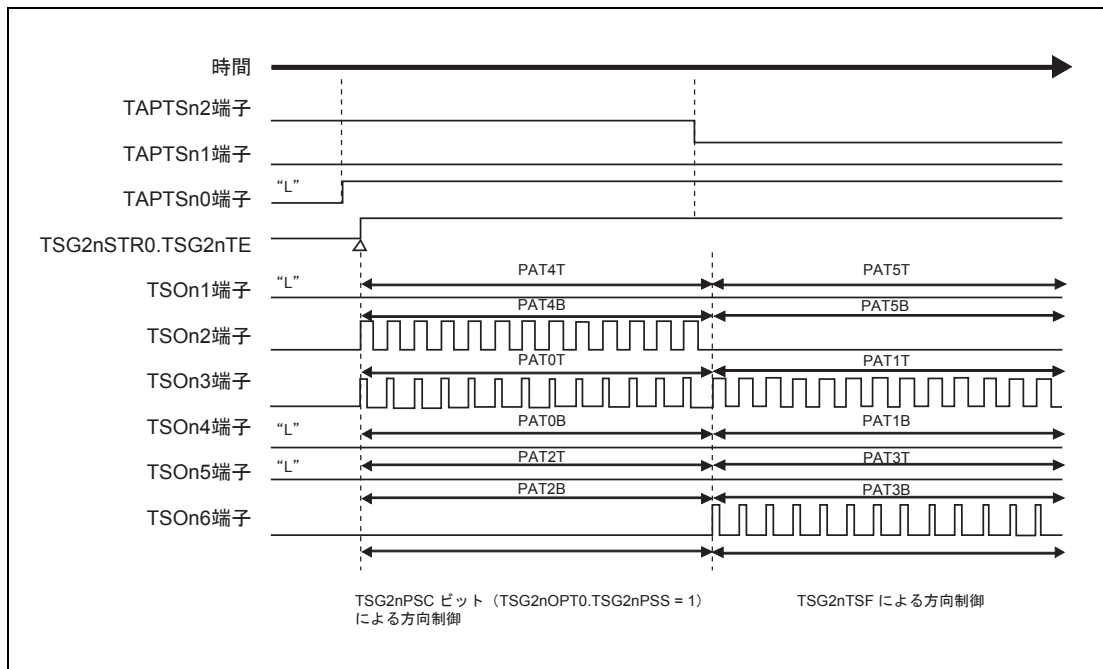 時間
TAPTSn2端子
TAPTSn1端子
TAPTSn0端子 “L”
TSG2nSTR0.TSG2nTE
PAT4T PAT5T
TSOn1端子 “L”
PAT4B PAT5B
TSOn2端子
PAT0T PAT1T
TSOn3端子
TSOn4端子 “L” PAT0B PAT1B
TSOn5端子 “L” PAT2T PAT3T
PAT2B PAT3B
TSOn6端子
TSG2nPSC ビット（TSG2nOPT0.TSG2nPSS = 1） TSG2nTSF による方向制御
による方向制御